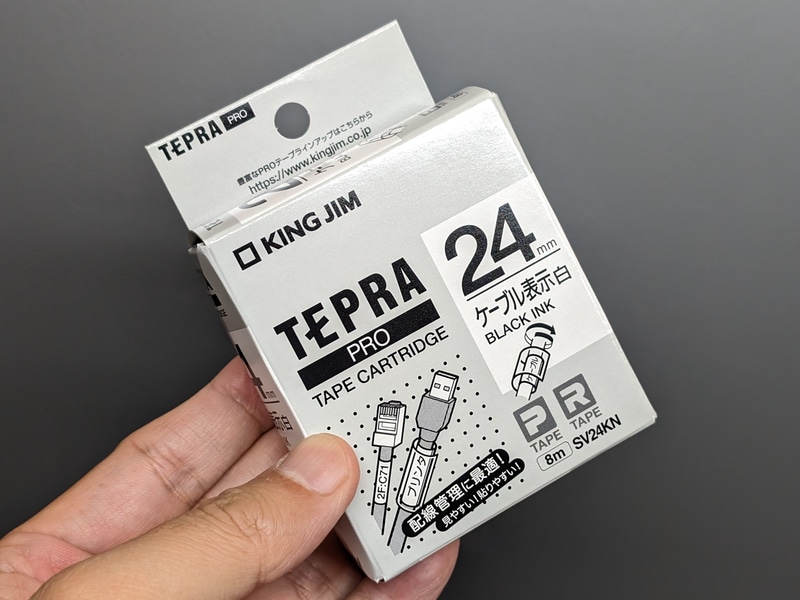 TEPRA PRO
豊富なPROテープラインアップはこちらから
https://www.kingjim.co.jp
KING JIM
TEPRA
PRO
TAPE CARTRIDGE
24mm
ケーブル表示白
BLACK INK
2F:C71
プリンタ
配線管理に最適!
見やすい!貼りやすい!
P
TAPE
R
TAPE
8m
SV24KN